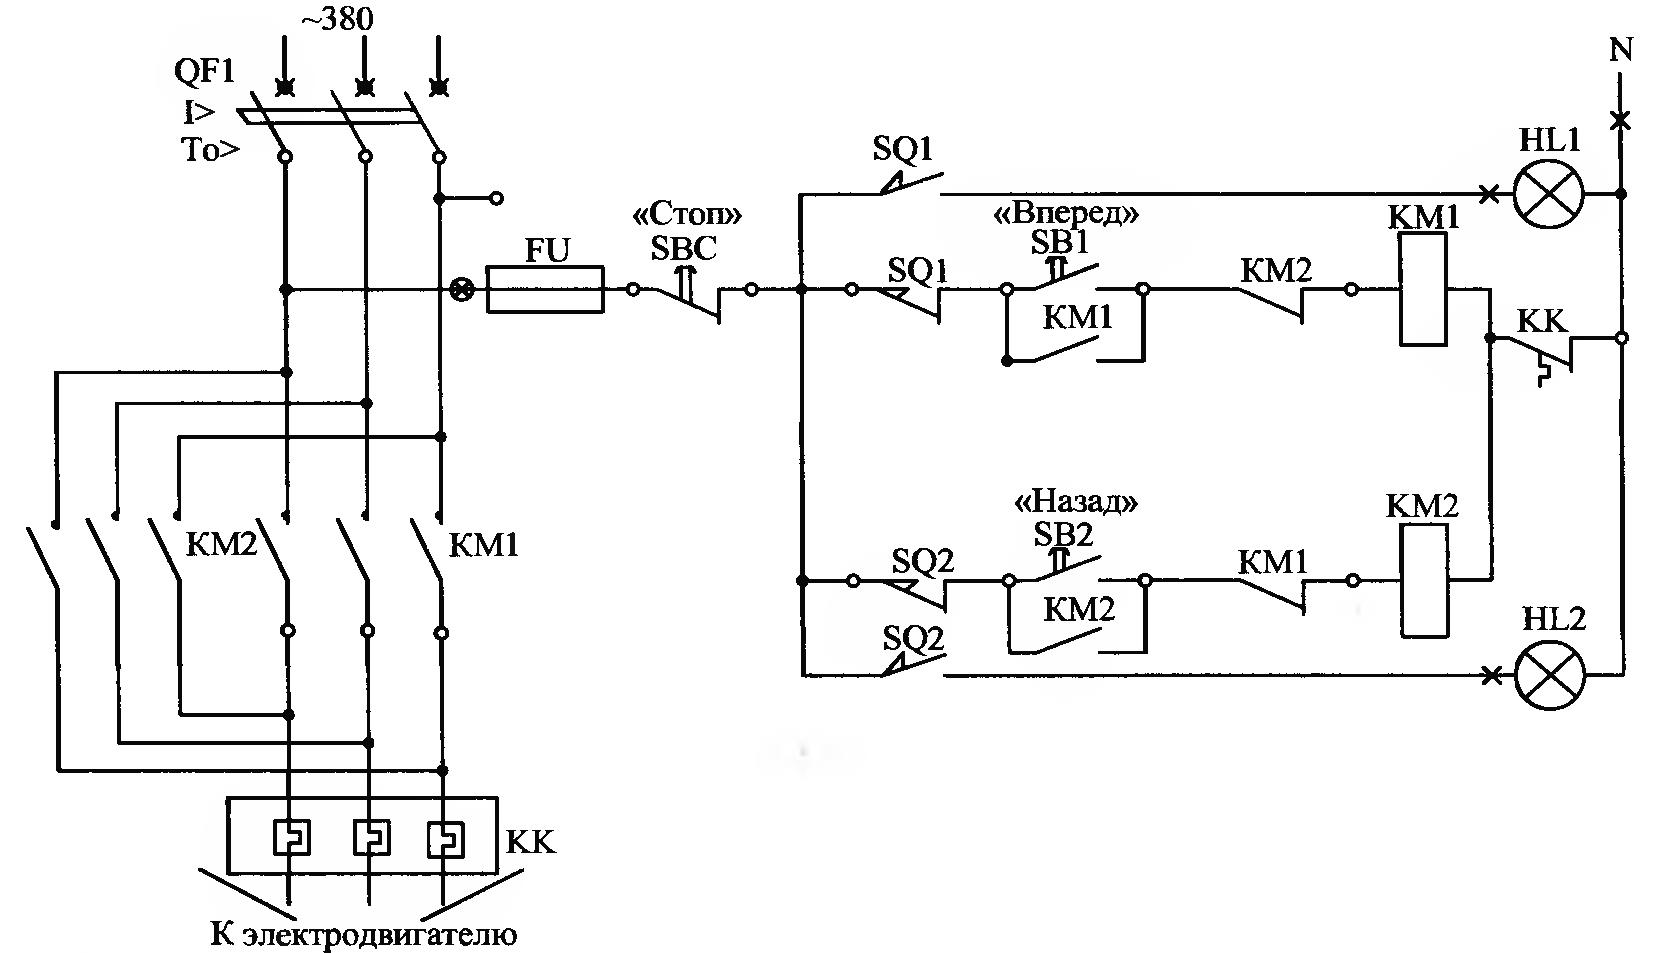 ~380
QF1
I>
To>
N
HL1
SQ1
«Стоп»
SBC
FU
«Вперед»
SB1
KM1
SQ1
KM2
KM1
KK
«Назад»
SB2
KM2
SQ2
KM1
KM2
SQ2
HL2
KM2
KM1
KK
К электродвигателю